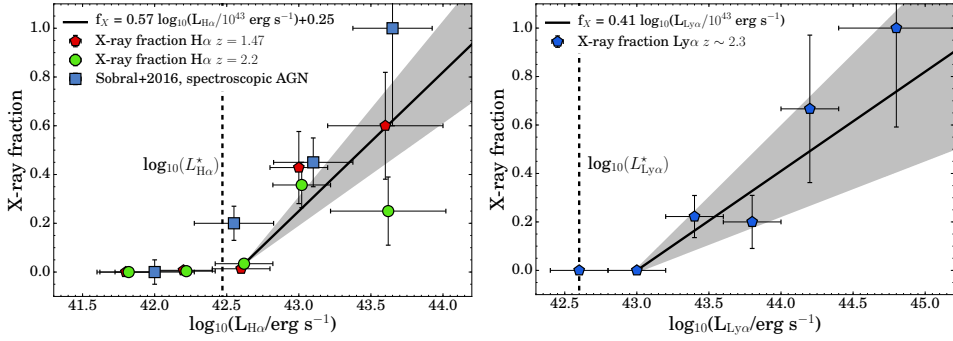 f_X = 0.57 log₁₀(L_Hα/10⁴³ erg s⁻¹)+0.25
X-ray fraction Hα z = 1.47
X-ray fraction Hα z = 2.2
Sobral+2016, spectroscopic AGN
log₁₀(L*_Hα)
X-ray fraction
1.0
0.8
0.6
0.4
0.2
0.0
41.5 42.0 42.5 43.0 43.5 44.0
log₁₀(L_Hα/erg s⁻¹)
f_X = 0.41 log₁₀(L_Lyα/10⁴³ erg s⁻¹)
X-ray fraction Lyα z ∼ 2.3
log₁₀(L*_Lyα)
X-ray fraction
1.0
0.8
0.6
0.4
0.2
0.0
42.5 43.0 43.5 44.0 44.5 45.0
log₁₀(L_Lyα/erg s⁻¹)